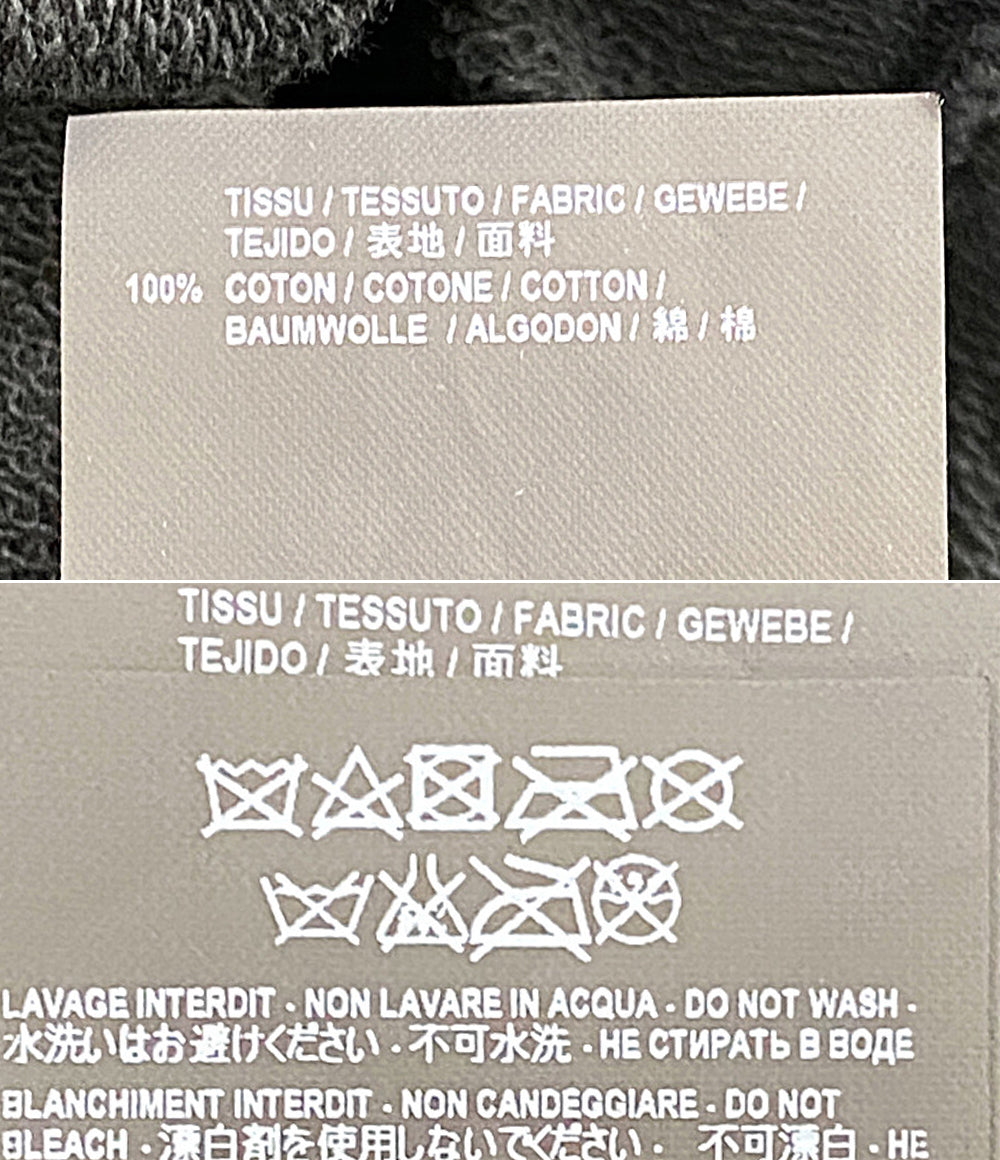 TISSU / TESSUTO / FABRIC / GEWEBE /
TEJIDO / 表地 / 面料
100% COTON / COTONE / COTTON /
BAUMWOLLE / ALGODON / 綿 / 棉
TISSU / TESSUTO / FABRIC / GEWEBE /
TEJIDO / 表地 / 面料
LAVAGE INTERDIT - NON LAVARE IN ACQUA - DO NOT WASH -
水洗いはお避けください - 不可水洗 - НЕ СТИРАТЬ В ВОДЕ
BLANCHIMENT INTERDIT - NON CANDEGGIARE - DO NOT
BLEACH - 漂白剤を使用しないでください - 不可漂白 - НЕ